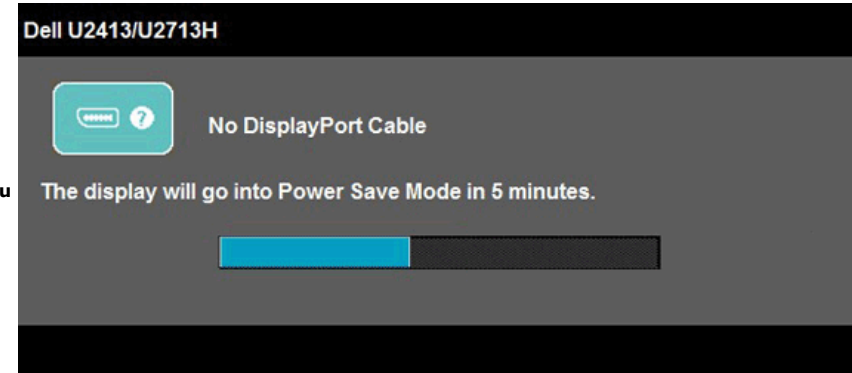 Dell U2413/U2713H
?
No DisplayPort Cable
u
The display will go into Power Save Mode in 5 minutes.